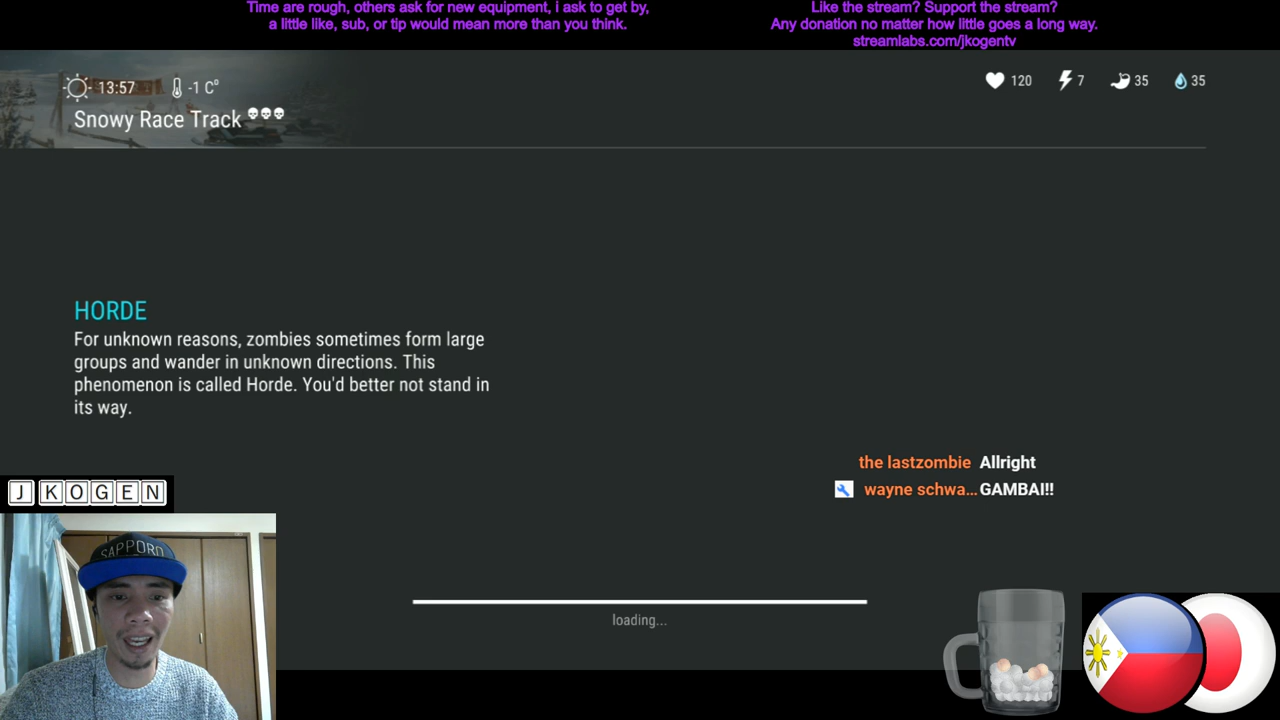 Time are rough, others ask for new equipment, i ask to get by,
a little like, sub, or tip would mean more than you think.
Like the stream? Support the stream?
Any donation no matter how little goes a long way.
streamlabs.com/jkogentv
13:57 -1 C°
Snowy Race Track
120 7 35 35
HORDE
For unknown reasons, zombies sometimes form large
groups and wander in unknown directions. This
phenomenon is called Horde. You'd better not stand in
its way.
the lastzombie Allright
wayne schwa... GAMBAI!!
J KOGEN
SAPPORO
loading...